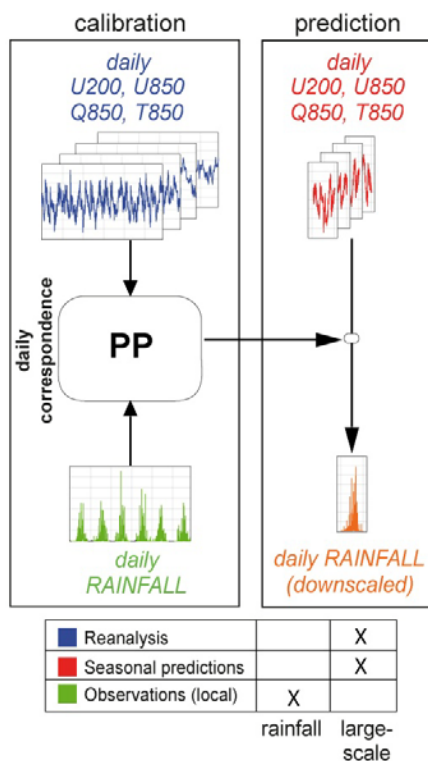 calibration
prediction
daily
U200, U850
Q850, T850
daily
U200, U850
Q850, T850
daily
correspondence
PP
daily
RAINFALL
daily RAINFALL
(downscaled)
Reanalysis X
Seasonal predictions X
Observations (local) X
rainfall large-
scale